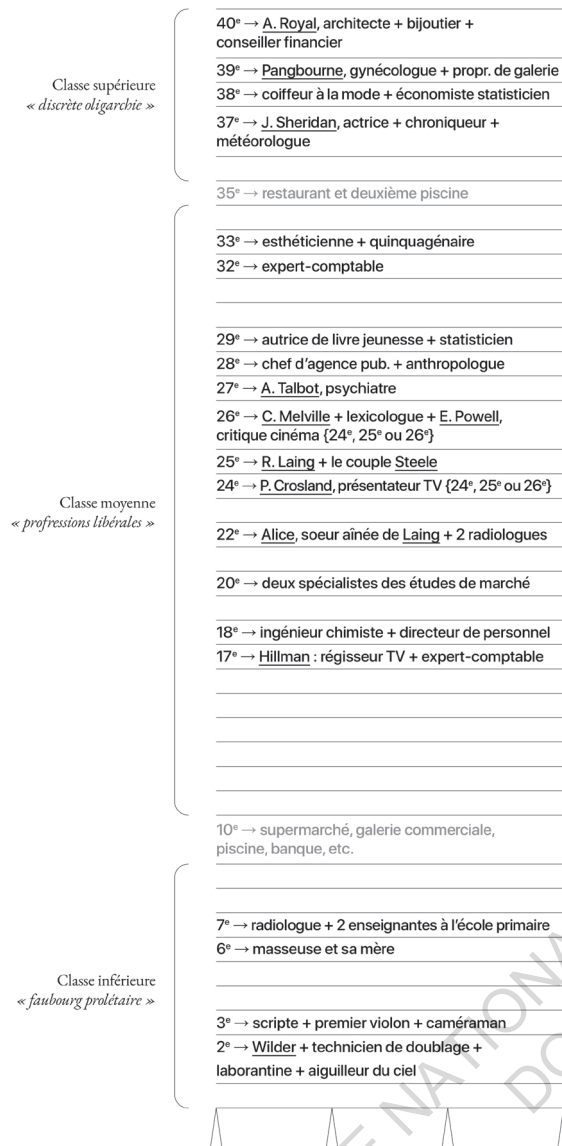 40ᵉ → A. Royal, architecte + bijoutier +
conseiller financier
39ᵉ → Pangbourne, gynécologue + propr. de galerie
Classe supérieure
« discrète oligarchie »
38ᵉ → coiffeur à la mode + économiste statisticien
37ᵉ → J. Sheridan, actrice + chroniqueur +
météorologue
35ᵉ → restaurant et deuxième piscine
33ᵉ → esthéticienne + quinquagénaire
32ᵉ → expert-comptable
29ᵉ → autrice de livre jeunesse + statisticien
28ᵉ → chef d'agence pub. + anthropologue
27ᵉ → A. Talbot, psychiatre
26ᵉ → C. Melville + lexicologue + E. Powell,
critique cinéma {24ᵉ, 25ᵉ ou 26ᵉ}
25ᵉ → R. Laing + le couple Steele
24ᵉ → P. Crosland, présentateur TV {24ᵉ, 25ᵉ ou 26ᵉ}
Classe moyenne
« profressions libérales »
22ᵉ → Alice, soeur aînée de Laing + 2 radiologues
20ᵉ → deux spécialistes des études de marché
18ᵉ → ingénieur chimiste + directeur de personnel
17ᵉ → Hillman : régisseur TV + expert-comptable
10ᵉ → supermarché, galerie commerciale,
piscine, banque, etc.
7ᵉ → radiologue + 2 enseignantes à l'école primaire
6ᵉ → masseuse et sa mère
Classe inférieure
« faubourg prolétaire »
3ᵉ → scripte + premier violon + caméraman
2ᵉ → Wilder + technicien de doublage +
laborantine + aiguilleur du ciel